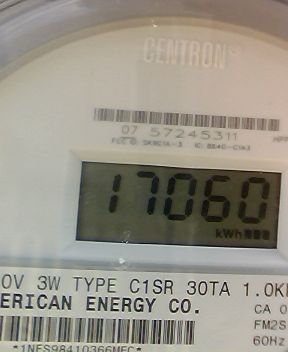 CENTRON
07 57245311
17060
kWh
0V 3W TYPE C1SR 30TA 1.0K
ERICAN ENERGY CO.
CA 0
FM2S
60Hz
*1NFS98410366MFC*